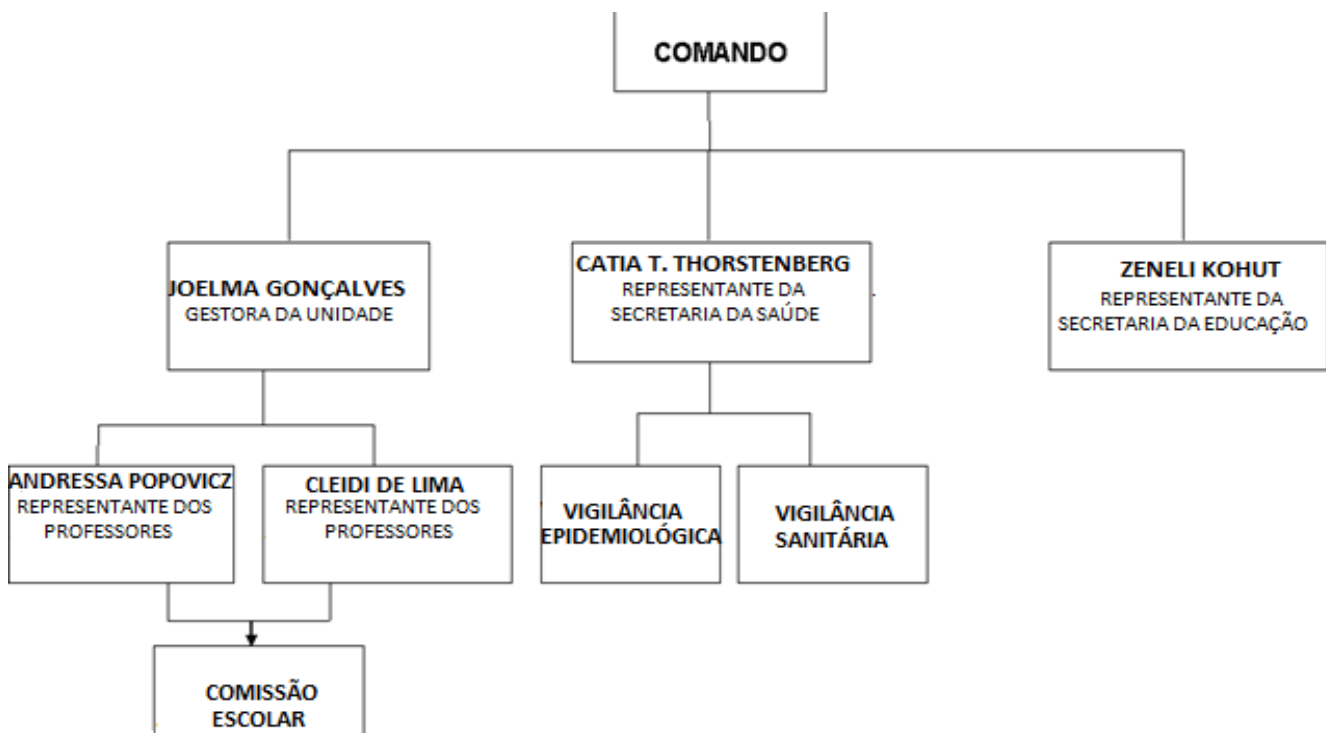 COMANDO
JOELMA GONÇALVES
GESTORA DA UNIDADE
CATIA T. THORSTENBERG
REPRESENTANTE DA
SECRETARIA DA SAÚDE
ZENELI KOHUT
REPRESENTANTE DA
SECRETARIA DA EDUCAÇÃO
ANDRESSA POPOVICZ
REPRESENTANTE DOS
PROFESSORES
CLEIDI DE LIMA
REPRESENTANTE DOS
PROFESSORES
VIGILÂNCIA
EPIDEMIOLÓGICA
VIGILÂNCIA
SANITÁRIA
COMISSÃO
ESCOLAR